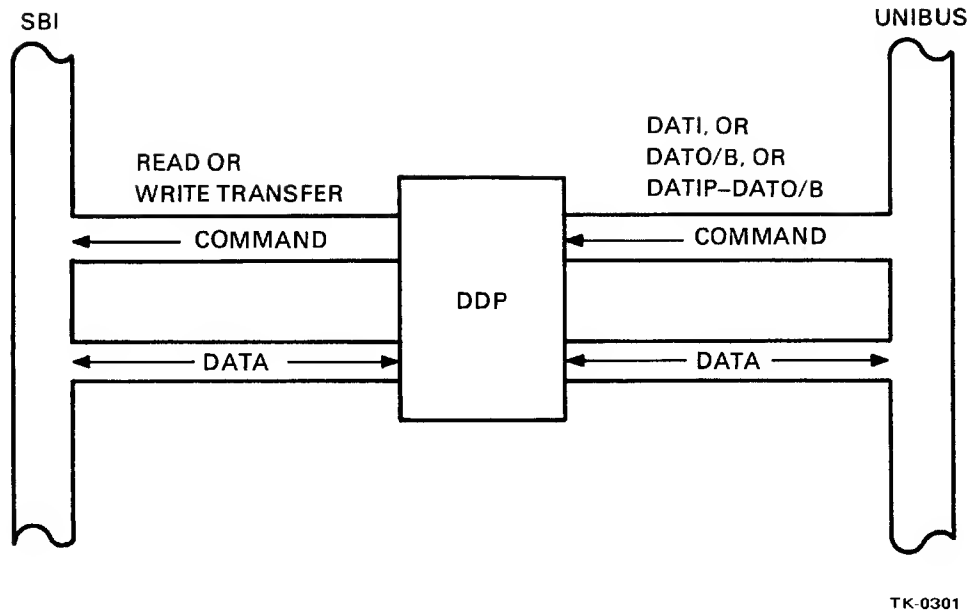 SBI
UNIBUS
READ OR
WRITE TRANSFER
DATI, OR
DATO/B, OR
DATIP–DATO/B
COMMAND
COMMAND
DDP
DATA
DATA
TK-0301